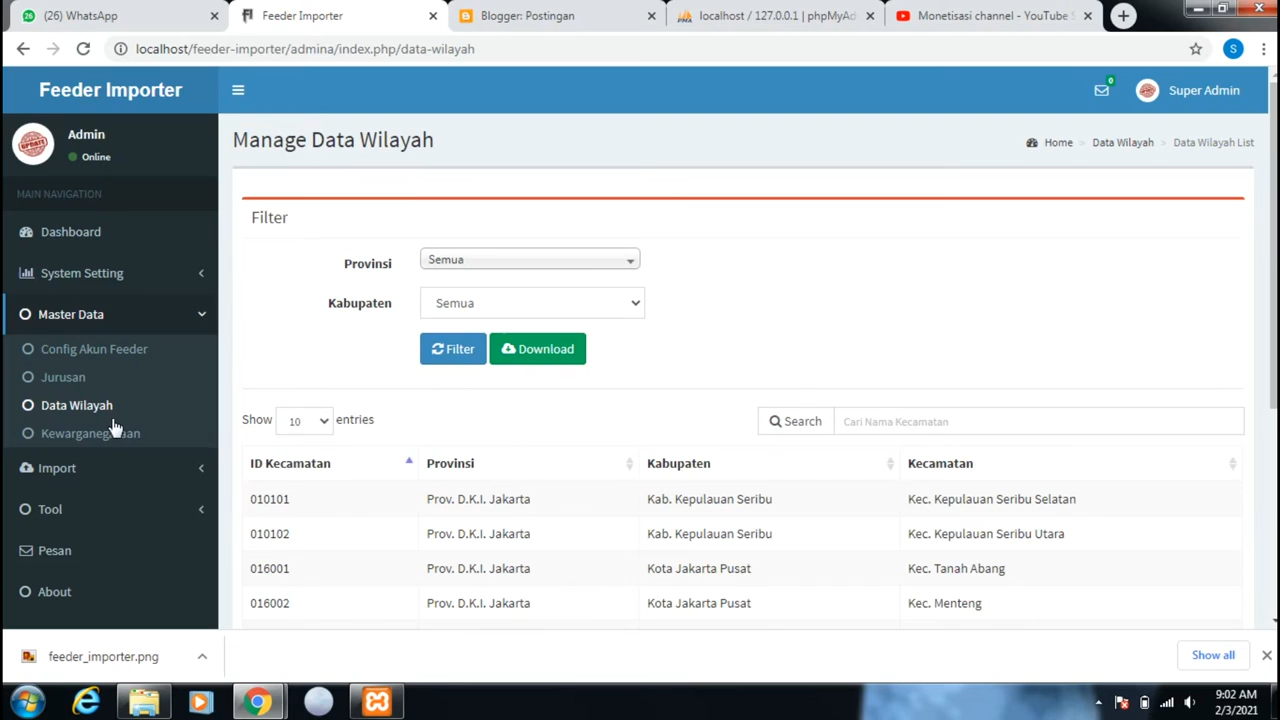 (26) WhatsApp
Feeder Importer
Blogger: Postingan
localhost / 127.0.0.1 | phpMyAd
Monetisasi channel - YouTube S
localhost/feeder-importer/admina/index.php/data-wilayah
S
Feeder Importer
0
Super Admin
UPDATE
Admin
Online
Manage Data Wilayah
Home > Data Wilayah > Data Wilayah List
MAIN NAVIGATION
Dashboard
System Setting
Master Data
Config Akun Feeder
Jurusan
Data Wilayah
Kewarganegaraan
Import
Tool
Pesan
About
Filter
Provinsi
Semua
Kabupaten
Semua
Filter
Download
Show 10 entries
Search
Cari Nama Kecamatan
ID Kecamatan Provinsi Kabupaten Kecamatan
010101 Prov. D.K.I. Jakarta Kab. Kepulauan Seribu Kec. Kepulauan Seribu Selatan
010102 Prov. D.K.I. Jakarta Kab. Kepulauan Seribu Kec. Kepulauan Seribu Utara
016001 Prov. D.K.I. Jakarta Kota Jakarta Pusat Kec. Tanah Abang
016002 Prov. D.K.I. Jakarta Kota Jakarta Pusat Kec. Menteng
feeder_importer.png
Show all
9:02 AM
2/3/2021